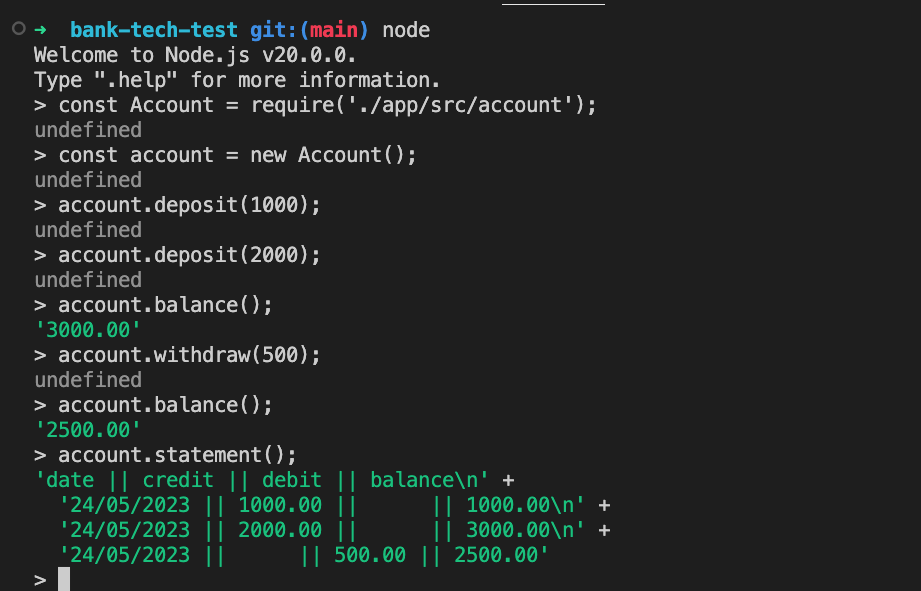 ➜  bank-tech-test git:(main) node
Welcome to Node.js v20.0.0.
Type ".help" for more information.
> const Account = require('./app/src/account');
undefined
> const account = new Account();
undefined
> account.deposit(1000);
undefined
> account.deposit(2000);
undefined
> account.balance();
'3000.00'
> account.withdraw(500);
undefined
> account.balance();
'2500.00'
> account.statement();
'date || credit || debit || balance\n' +
  '24/05/2023 || 1000.00 ||      || 1000.00\n' +
  '24/05/2023 || 2000.00 ||      || 3000.00\n' +
  '24/05/2023 ||      || 500.00 || 2500.00'
>